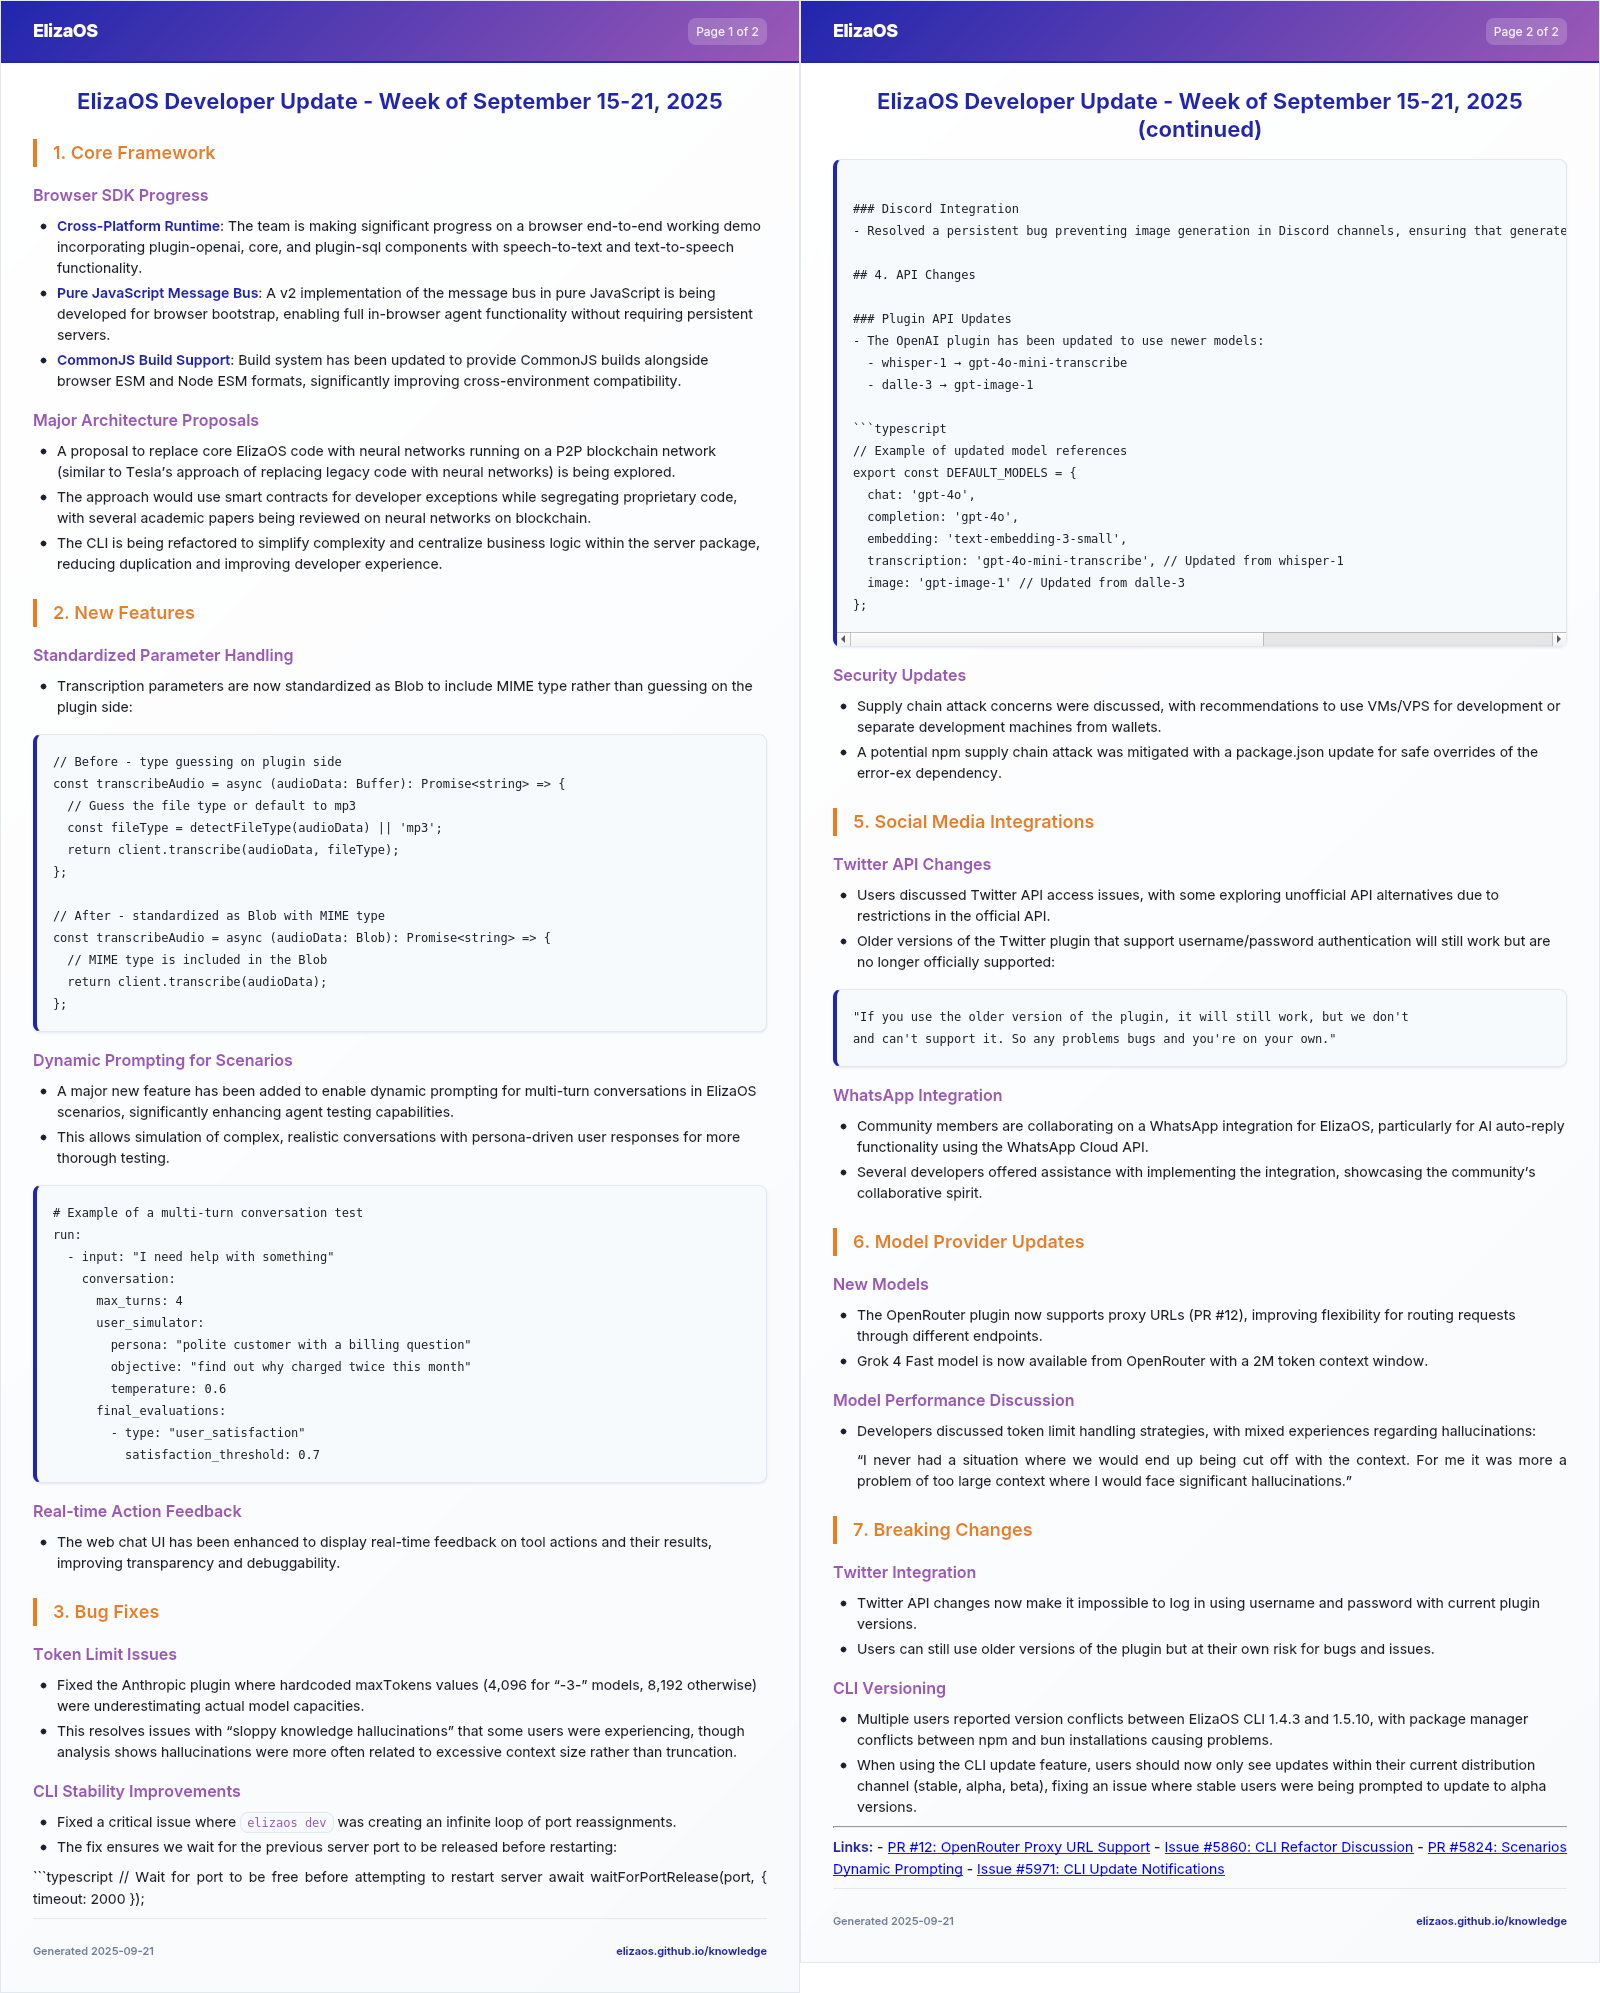 ElizaOS
Page 1 of 2
ElizaOS Developer Update - Week of September 15-21, 2025
1. Core Framework
Browser SDK Progress
• Cross-Platform Runtime: The team is making significant progress on a browser end-to-end working demo
incorporating plugin-openai, core, and plugin-sql components with speech-to-text and text-to-speech
functionality.
• Pure JavaScript Message Bus: A v2 implementation of the message bus in pure JavaScript is being
developed for browser bootstrap, enabling full in-browser agent functionality without requiring persistent
servers.
• CommonJS Build Support: Build system has been updated to provide CommonJS builds alongside
browser ESM and Node ESM formats, significantly improving cross-environment compatibility.
Major Architecture Proposals
• A proposal to replace core ElizaOS code with neural networks running on a P2P blockchain network
(similar to Tesla’s approach of replacing legacy code with neural networks) is being explored.
• The approach would use smart contracts for developer exceptions while segregating proprietary code,
with several academic papers being reviewed on neural networks on blockchain.
• The CLI is being refactored to simplify complexity and centralize business logic within the server package,
reducing duplication and improving developer experience.
2. New Features
Standardized Parameter Handling
• Transcription parameters are now standardized as Blob to include MIME type rather than guessing on the
plugin side:
// Before - type guessing on plugin side
const transcribeAudio = async (audioData: Buffer): Promise<string> => {
  // Guess the file type or default to mp3
  const fileType = detectFileType(audioData) || 'mp3';
  return client.transcribe(audioData, fileType);
};
// After - standardized as Blob with MIME type
const transcribeAudio = async (audioData: Blob): Promise<string> => {
  // MIME type is included in the Blob
  return client.transcribe(audioData);
};
Dynamic Prompting for Scenarios
• A major new feature has been added to enable dynamic prompting for multi-turn conversations in ElizaOS
scenarios, significantly enhancing agent testing capabilities.
• This allows simulation of complex, realistic conversations with persona-driven user responses for more
thorough testing.
# Example of a multi-turn conversation test
run:
  - input: "I need help with something"
    conversation:
      max_turns: 4
      user_simulator:
        persona: "polite customer with a billing question"
        objective: "find out why charged twice this month"
        temperature: 0.6
      final_evaluations:
        - type: "user_satisfaction"
          satisfaction_threshold: 0.7
Real-time Action Feedback
• The web chat UI has been enhanced to display real-time feedback on tool actions and their results,
improving transparency and debuggability.
3. Bug Fixes
Token Limit Issues
• Fixed the Anthropic plugin where hardcoded maxTokens values (4,096 for “-3-” models, 8,192 otherwise)
were underestimating actual model capacities.
• This resolves issues with “sloppy knowledge hallucinations” that some users were experiencing, though
analysis shows hallucinations were more often related to excessive context size rather than truncation.
CLI Stability Improvements
• Fixed a critical issue where elizaos dev was creating an infinite loop of port reassignments.
• The fix ensures we wait for the previous server port to be released before restarting:
```typescript // Wait for port to be free before attempting to restart server await waitForPortRelease(port, {
timeout: 2000 });
Generated 2025-09-21
elizaos.github.io/knowledge
ElizaOS
Page 2 of 2
ElizaOS Developer Update - Week of September 15-21, 2025
(continued)
### Discord Integration
- Resolved a persistent bug preventing image generation in Discord channels, ensuring that generate
## 4. API Changes
### Plugin API Updates
- The OpenAI plugin has been updated to use newer models:
  - whisper-1 → gpt-4o-mini-transcribe
  - dalle-3 → gpt-image-1
```typescript
// Example of updated model references
export const DEFAULT_MODELS = {
  chat: 'gpt-4o',
  completion: 'gpt-4o',
  embedding: 'text-embedding-3-small',
  transcription: 'gpt-4o-mini-transcribe', // Updated from whisper-1
  image: 'gpt-image-1' // Updated from dalle-3
};
Security Updates
• Supply chain attack concerns were discussed, with recommendations to use VMs/VPS for development or
separate development machines from wallets.
• A potential npm supply chain attack was mitigated with a package.json update for safe overrides of the
error-ex dependency.
5. Social Media Integrations
Twitter API Changes
• Users discussed Twitter API access issues, with some exploring unofficial API alternatives due to
restrictions in the official API.
• Older versions of the Twitter plugin that support username/password authentication will still work but are
no longer officially supported:
"If you use the older version of the plugin, it will still work, but we don't
and can't support it. So any problems bugs and you're on your own."
WhatsApp Integration
• Community members are collaborating on a WhatsApp integration for ElizaOS, particularly for AI auto-reply
functionality using the WhatsApp Cloud API.
• Several developers offered assistance with implementing the integration, showcasing the community’s
collaborative spirit.
6. Model Provider Updates
New Models
• The OpenRouter plugin now supports proxy URLs (PR #12), improving flexibility for routing requests
through different endpoints.
• Grok 4 Fast model is now available from OpenRouter with a 2M token context window.
Model Performance Discussion
• Developers discussed token limit handling strategies, with mixed experiences regarding hallucinations:
“I never had a situation where we would end up being cut off with the context. For me it was more a
problem of too large context where I would face significant hallucinations.”
7. Breaking Changes
Twitter Integration
• Twitter API changes now make it impossible to log in using username and password with current plugin
versions.
• Users can still use older versions of the plugin but at their own risk for bugs and issues.
CLI Versioning
• Multiple users reported version conflicts between ElizaOS CLI 1.4.3 and 1.5.10, with package manager
conflicts between npm and bun installations causing problems.
• When using the CLI update feature, users should now only see updates within their current distribution
channel (stable, alpha, beta), fixing an issue where stable users were being prompted to update to alpha
versions.
Links: - PR #12: OpenRouter Proxy URL Support - Issue #5860: CLI Refactor Discussion - PR #5824: Scenarios
Dynamic Prompting - Issue #5971: CLI Update Notifications
Generated 2025-09-21
elizaos.github.io/knowledge